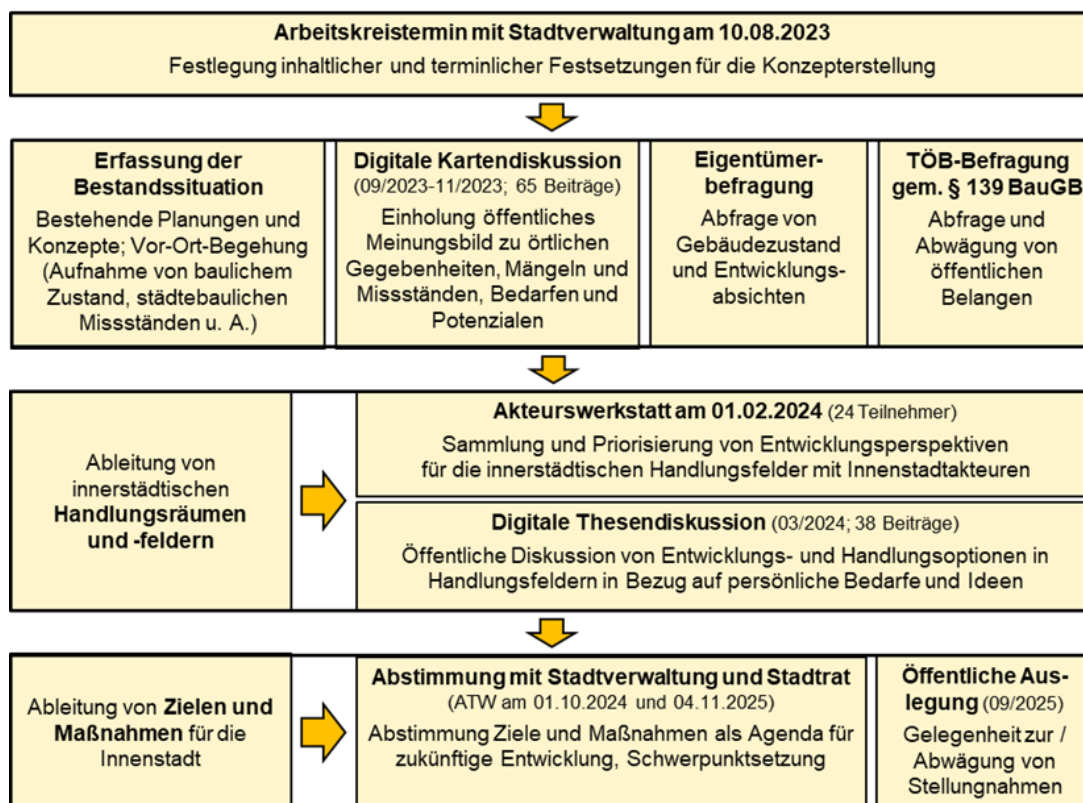 Arbeitskreistermin mit Stadtverwaltung am 10.08.2023
Festlegung inhaltlicher und terminlicher Festsetzungen für die Konzepterstellung
Erfassung der
Bestandssituation
Bestehende Planungen und
Konzepte; Vor-Ort-Begehung
(Aufnahme von baulichem
Zustand, städtebaulichen
Missständen u. A.)
Digitale Kartendiskussion
(09/2023-11/2023; 65 Beiträge)
Einholung öffentliches
Meinungsbild zu örtlichen
Gegebenheiten, Mängeln und
Missständen, Bedarfen und
Potenzialen
Eigentümer-
befragung
Abfrage von
Gebäudezustand
und Entwicklungs-
absichten
TÖB-Befragung
gem. § 139 BauGB
Abfrage und
Abwägung von
öffentlichen
Belangen
Ableitung von
innerstädtischen
Handlungsräumen
und -feldern
Akteurswerkstatt am 01.02.2024 (24 Teilnehmer)
Sammlung und Priorisierung von Entwicklungsperspektiven
für die innerstädtischen Handlungsfelder mit Innenstadtakteuren
Digitale Thesendiskussion (03/2024; 38 Beiträge)
Öffentliche Diskussion von Entwicklungs- und Handlungsoptionen in
Handlungsfeldern in Bezug auf persönliche Bedarfe und Ideen
Ableitung von Zielen und
Maßnahmen für die
Innenstadt
Abstimmung mit Stadtverwaltung und Stadtrat
(ATW am 01.10.2024 und 04.11.2025)
Abstimmung Ziele und Maßnahmen als Agenda für
zukünftige Entwicklung, Schwerpunktsetzung
Öffentliche Aus-
legung (09/2025)
Gelegenheit zur /
Abwägung von
Stellungnahmen